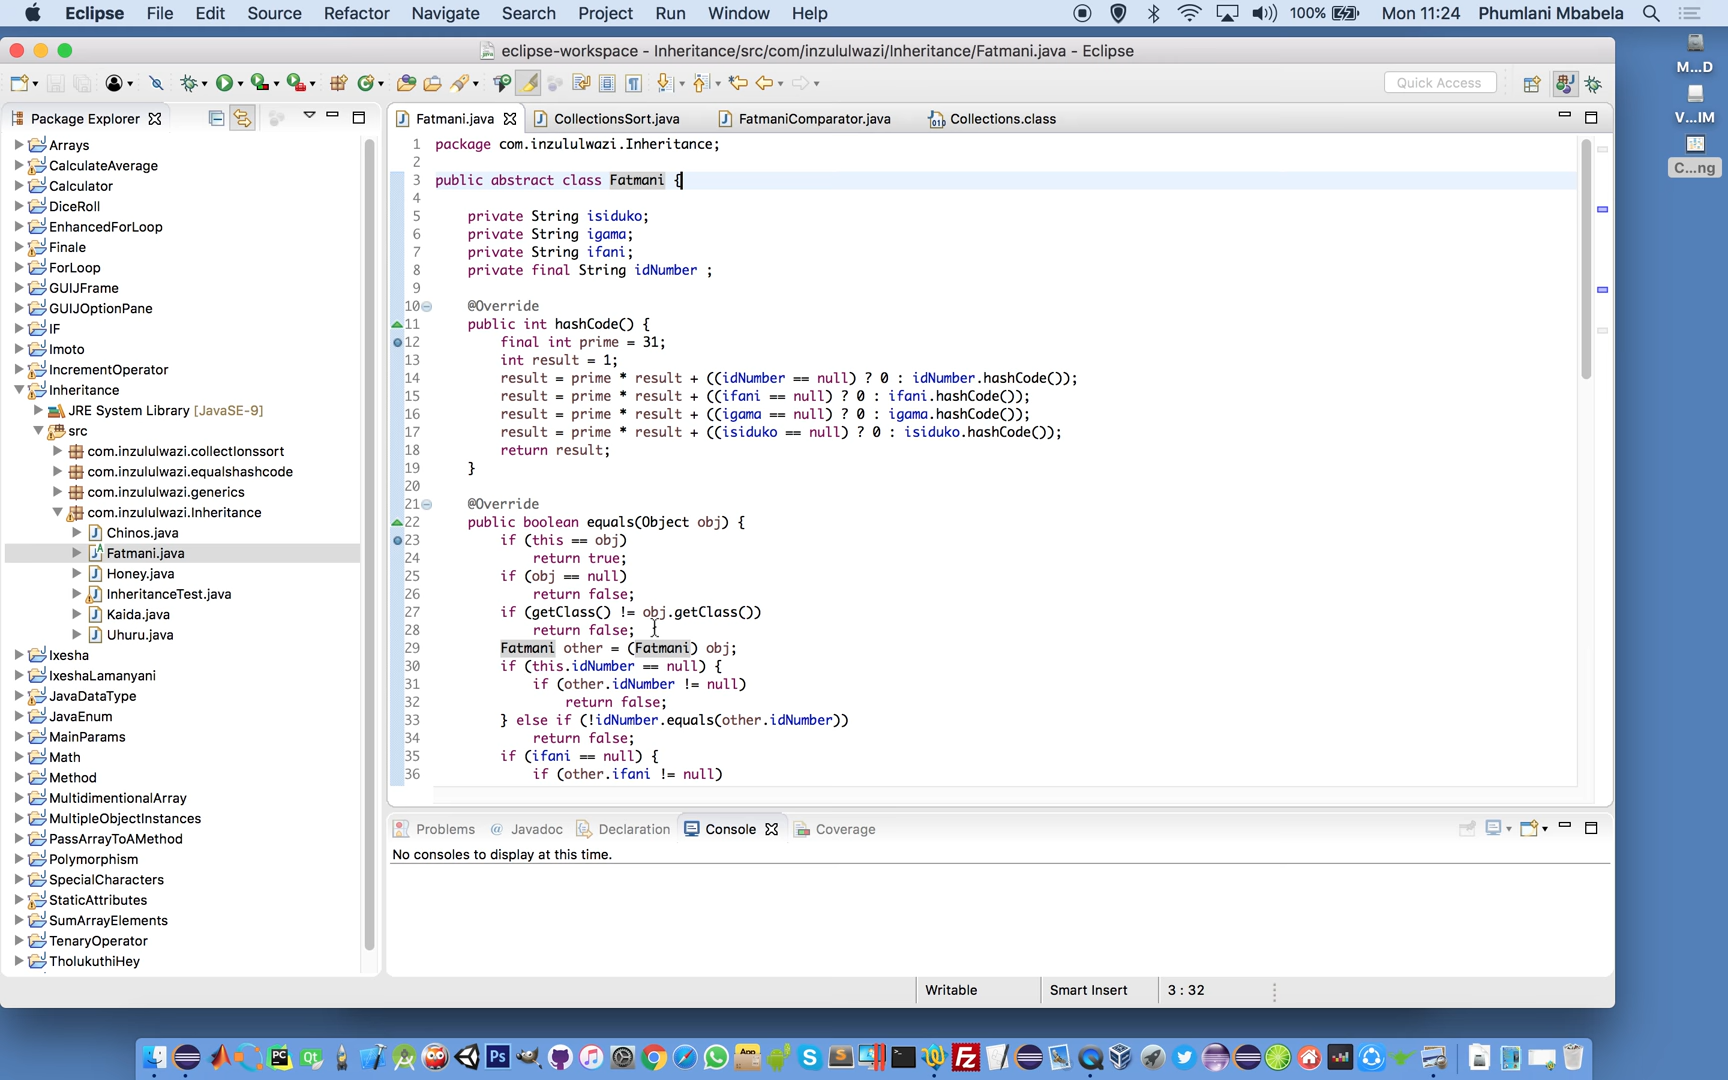 Eclipse File Edit Source Refactor Navigate Search Project Run Window Help 100% Mon 11:24 Phumlani Mbabela
eclipse-workspace - Inheritance/src/com/inzululwazi/Inheritance/Fatmani.java - Eclipse
M...D
V...IM
C...ng
Quick Access
Package Explorer
Arrays
CalculateAverage
Calculator
DiceRoll
EnhancedForLoop
Finale
ForLoop
GUIJFrame
GUIJOptionPane
IF
Imoto
IncrementOperator
Inheritance
JRE System Library [JavaSE-9]
src
com.inzululwazi.collectIonssort
com.inzululwazi.equalshashcode
com.inzululwazi.generics
com.inzululwazi.Inheritance
Chinos.java
Fatmani.java
Honey.java
InheritanceTest.java
Kaida.java
Uhuru.java
Ixesha
IxeshaLamanyani
JavaDataType
JavaEnum
MainParams
Math
Method
MultidimentionalArray
MultipleObjectInstances
PassArrayToAMethod
Polymorphism
SpecialCharacters
StaticAttributes
SumArrayElements
TenaryOperator
TholukuthiHey
Fatmani.java CollectionsSort.java FatmaniComparator.java Collections.class
1 package com.inzululwazi.Inheritance;
2
3 public abstract class Fatmani {
4
5 private String isiduko;
6 private String igama;
7 private String ifani;
8 private final String idNumber ;
9
10 @Override
11 public int hashCode() {
12 final int prime = 31;
13 int result = 1;
14 result = prime * result + ((idNumber == null) ? 0 : idNumber.hashCode());
15 result = prime * result + ((ifani == null) ? 0 : ifani.hashCode());
16 result = prime * result + ((igama == null) ? 0 : igama.hashCode());
17 result = prime * result + ((isiduko == null) ? 0 : isiduko.hashCode());
18 return result;
19 }
20
21 @Override
22 public boolean equals(Object obj) {
23 if (this == obj)
24 return true;
25 if (obj == null)
26 return false;
27 if (getClass() != obj.getClass())
28 return false;
29 Fatmani other = (Fatmani) obj;
30 if (this.idNumber == null) {
31 if (other.idNumber != null)
32 return false;
33 } else if (!idNumber.equals(other.idNumber))
34 return false;
35 if (ifani == null) {
36 if (other.ifani != null)
Problems Javadoc Declaration Console Coverage
No consoles to display at this time.
Writable Smart Insert 3 : 32